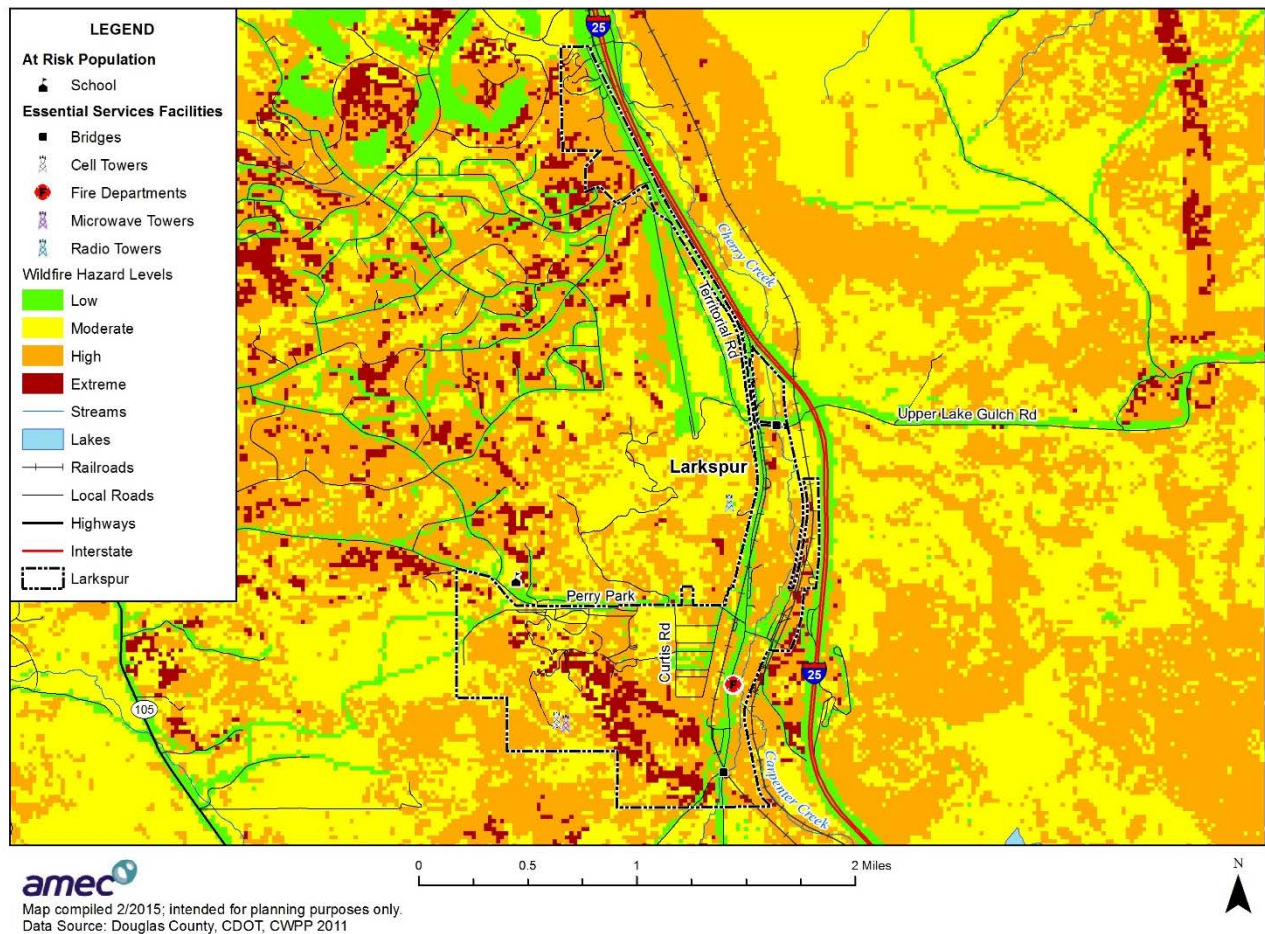 LEGEND
At Risk Population
School
Essential Services Facilities
Bridges
Cell Towers
F
Fire Departments
Microwave Towers
Radio Towers
Wildfire Hazard Levels
Low
Moderate
High
Extreme
Streams
Lakes
Railroads
Local Roads
Highways
Interstate
Larkspur
25
Cherry Creek
Territorial Rd
Upper Lake Gulch Rd
Larkspur
Perry Park
Curtis Rd
F
25
105
Carpenter Creek
amec
0
0.5
1
2 Miles
N
Map compiled 2/2015; intended for planning purposes only.
Data Source: Douglas County, CDOT, CWPP 2011